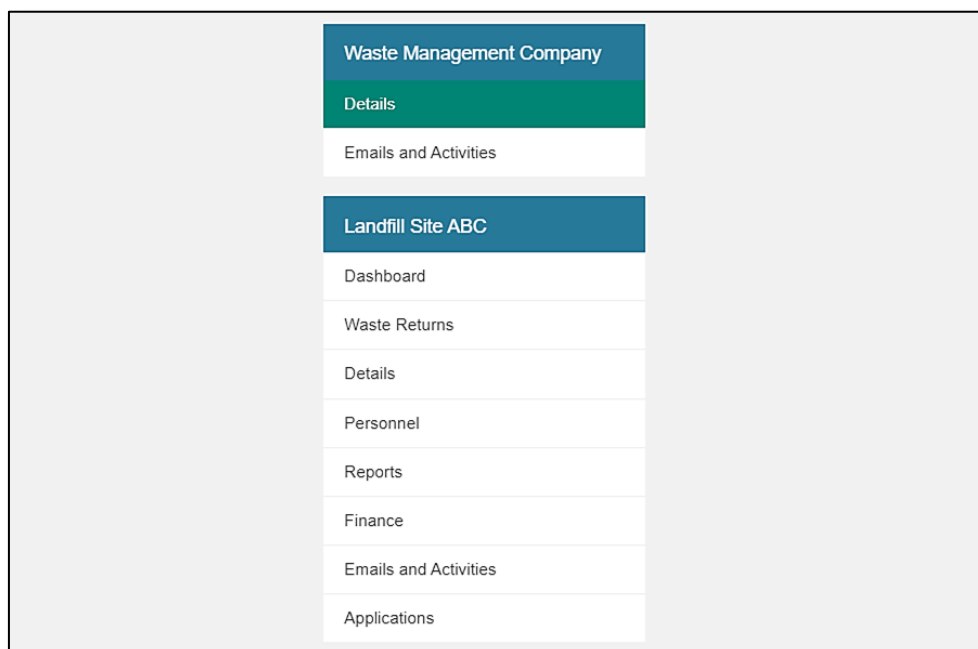 Waste Management Company
Details
Emails and Activities
Landfill Site ABC
Dashboard
Waste Returns
Details
Personnel
Reports
Finance
Emails and Activities
Applications